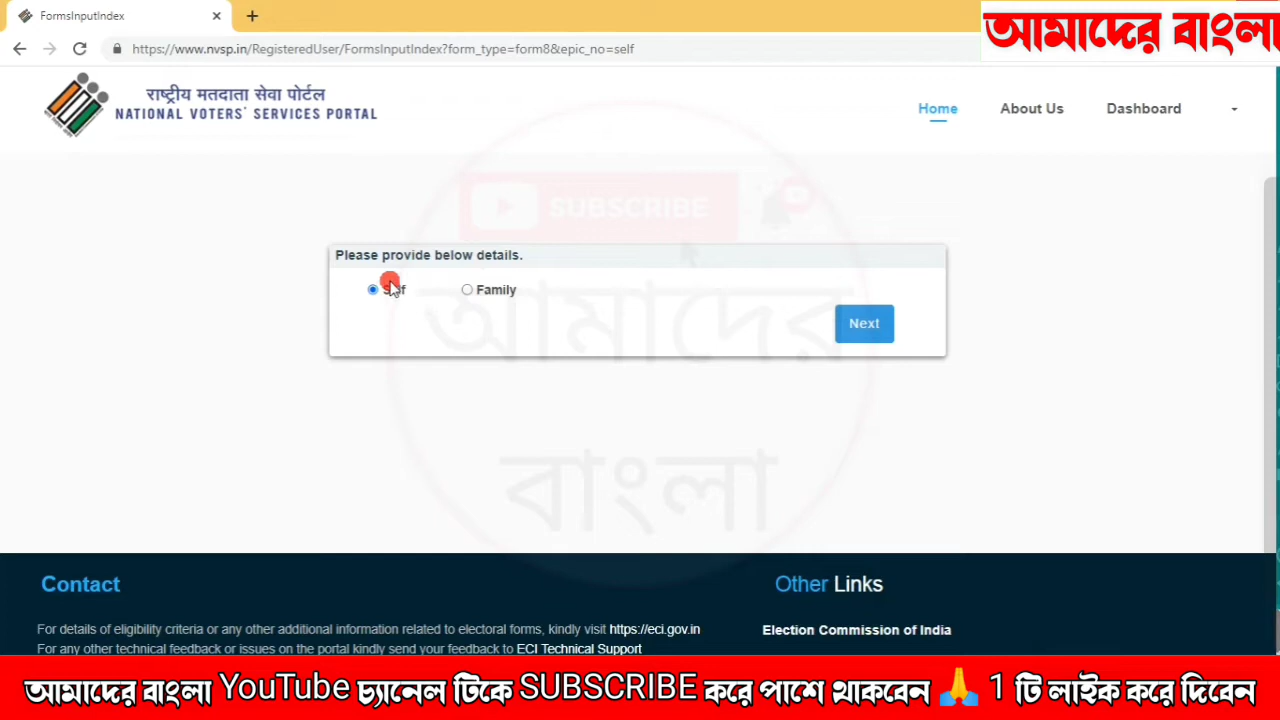 FormsInputIndex
আমাদের বাংলা
https://www.nvsp.in/RegisteredUser/FormsInputIndex?form_type=form8&epic_no=self
राष्ट्रीय मतदाता सेवा पोर्टल
NATIONAL VOTERS' SERVICES PORTAL
Home About Us Dashboard
SUBSCRIBE
Please provide below details.
Self Family
আমাদের
Next
বাংলা
Contact
Other Links
For details of eligibility criteria or any other additional information related to electoral forms, kindly visit https://eci.gov.in
Election Commission of India
For any other technical feedback or issues on the portal kindly send your feedback to ECI Technical Support
আমাদের বাংলা YouTube চ্যানেল টিকে SUBSCRIBE করে পাশে থাকবেন 🙏 1 টি লাইক করে দিবেন